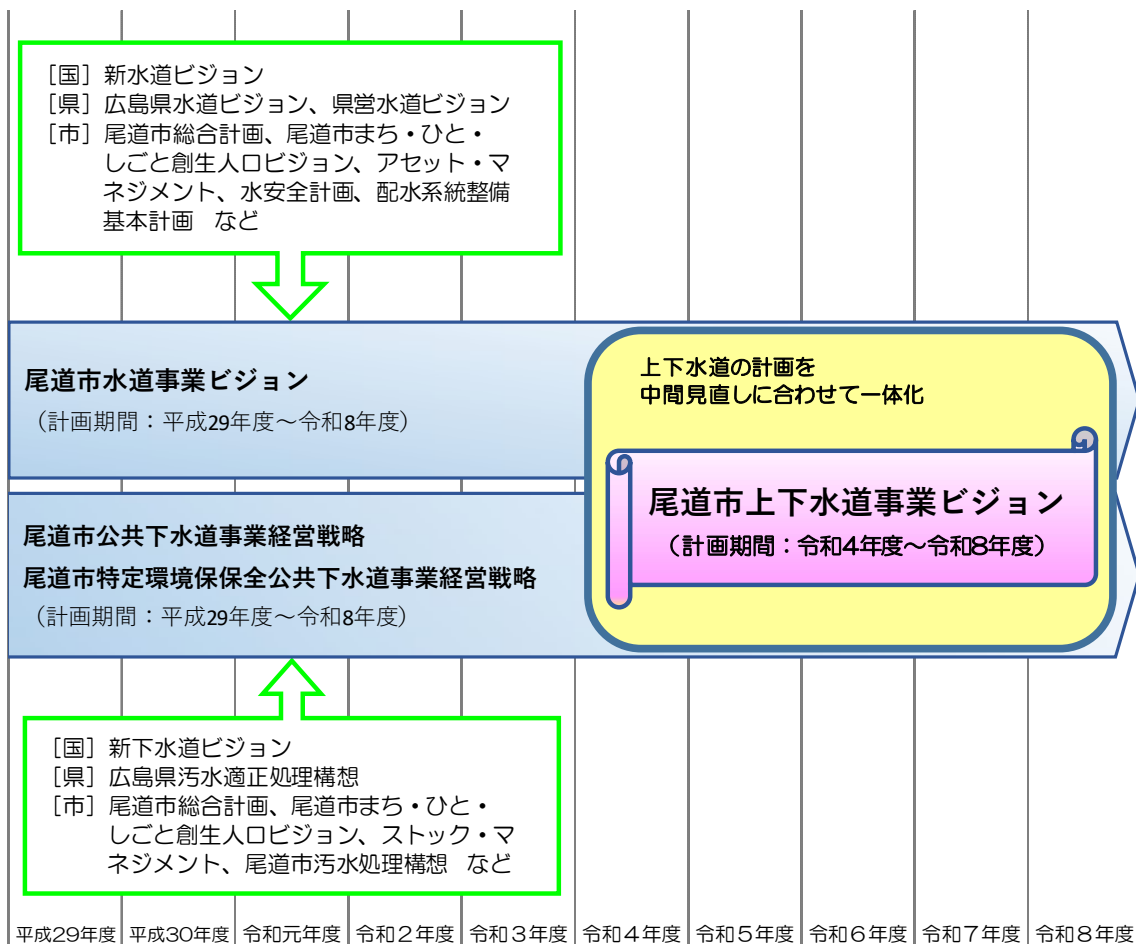 ［国］新水道ビジョン
［県］広島県水道ビジョン、県営水道ビジョン
［市］尾道市総合計画、尾道市まち・ひと・
しごと創生人口ビジョン、アセット・マ
ネジメント、水安全計画、配水系統整備
基本計画　など
尾道市水道事業ビジョン
（計画期間：平成29年度～令和8年度）
上下水道の計画を
中間見直しに合わせて一体化
尾道市上下水道事業ビジョン
（計画期間：令和4年度～令和8年度）
尾道市公共下水道事業経営戦略
尾道市特定環境保保全公共下水道事業経営戦略
（計画期間：平成29年度～令和8年度）
［国］新下水道ビジョン
［県］広島県汚水適正処理構想
［市］尾道市総合計画、尾道市まち・ひと・
しごと創生人口ビジョン、ストック・マ
ネジメント、尾道市汚水処理構想　など
平成29年度 平成30年度 令和元年度 令和２年度 令和３年度 令和４年度 令和５年度 令和６年度 令和７年度 令和８年度